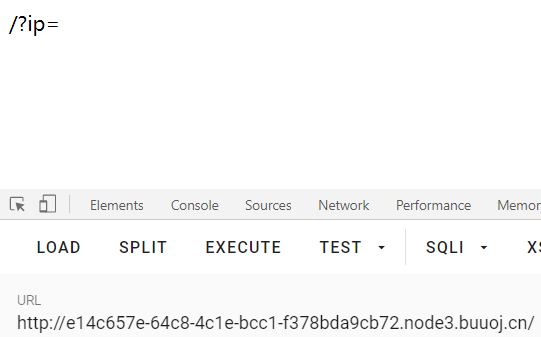 /?ip=
Elements Console Sources Network Performance Memor
LOAD SPLIT EXECUTE TEST SQLI XS
URL
http://e14c657e-64c8-4c1e-bcc1-f378bda9cb72.node3.buuoj.cn/